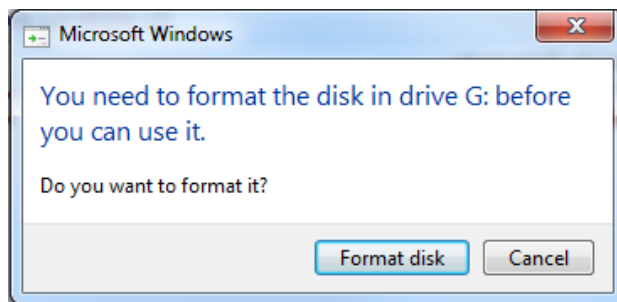 Microsoft Windows
You need to format the disk in drive G: before
you can use it.
Do you want to format it?
Format disk
Cancel